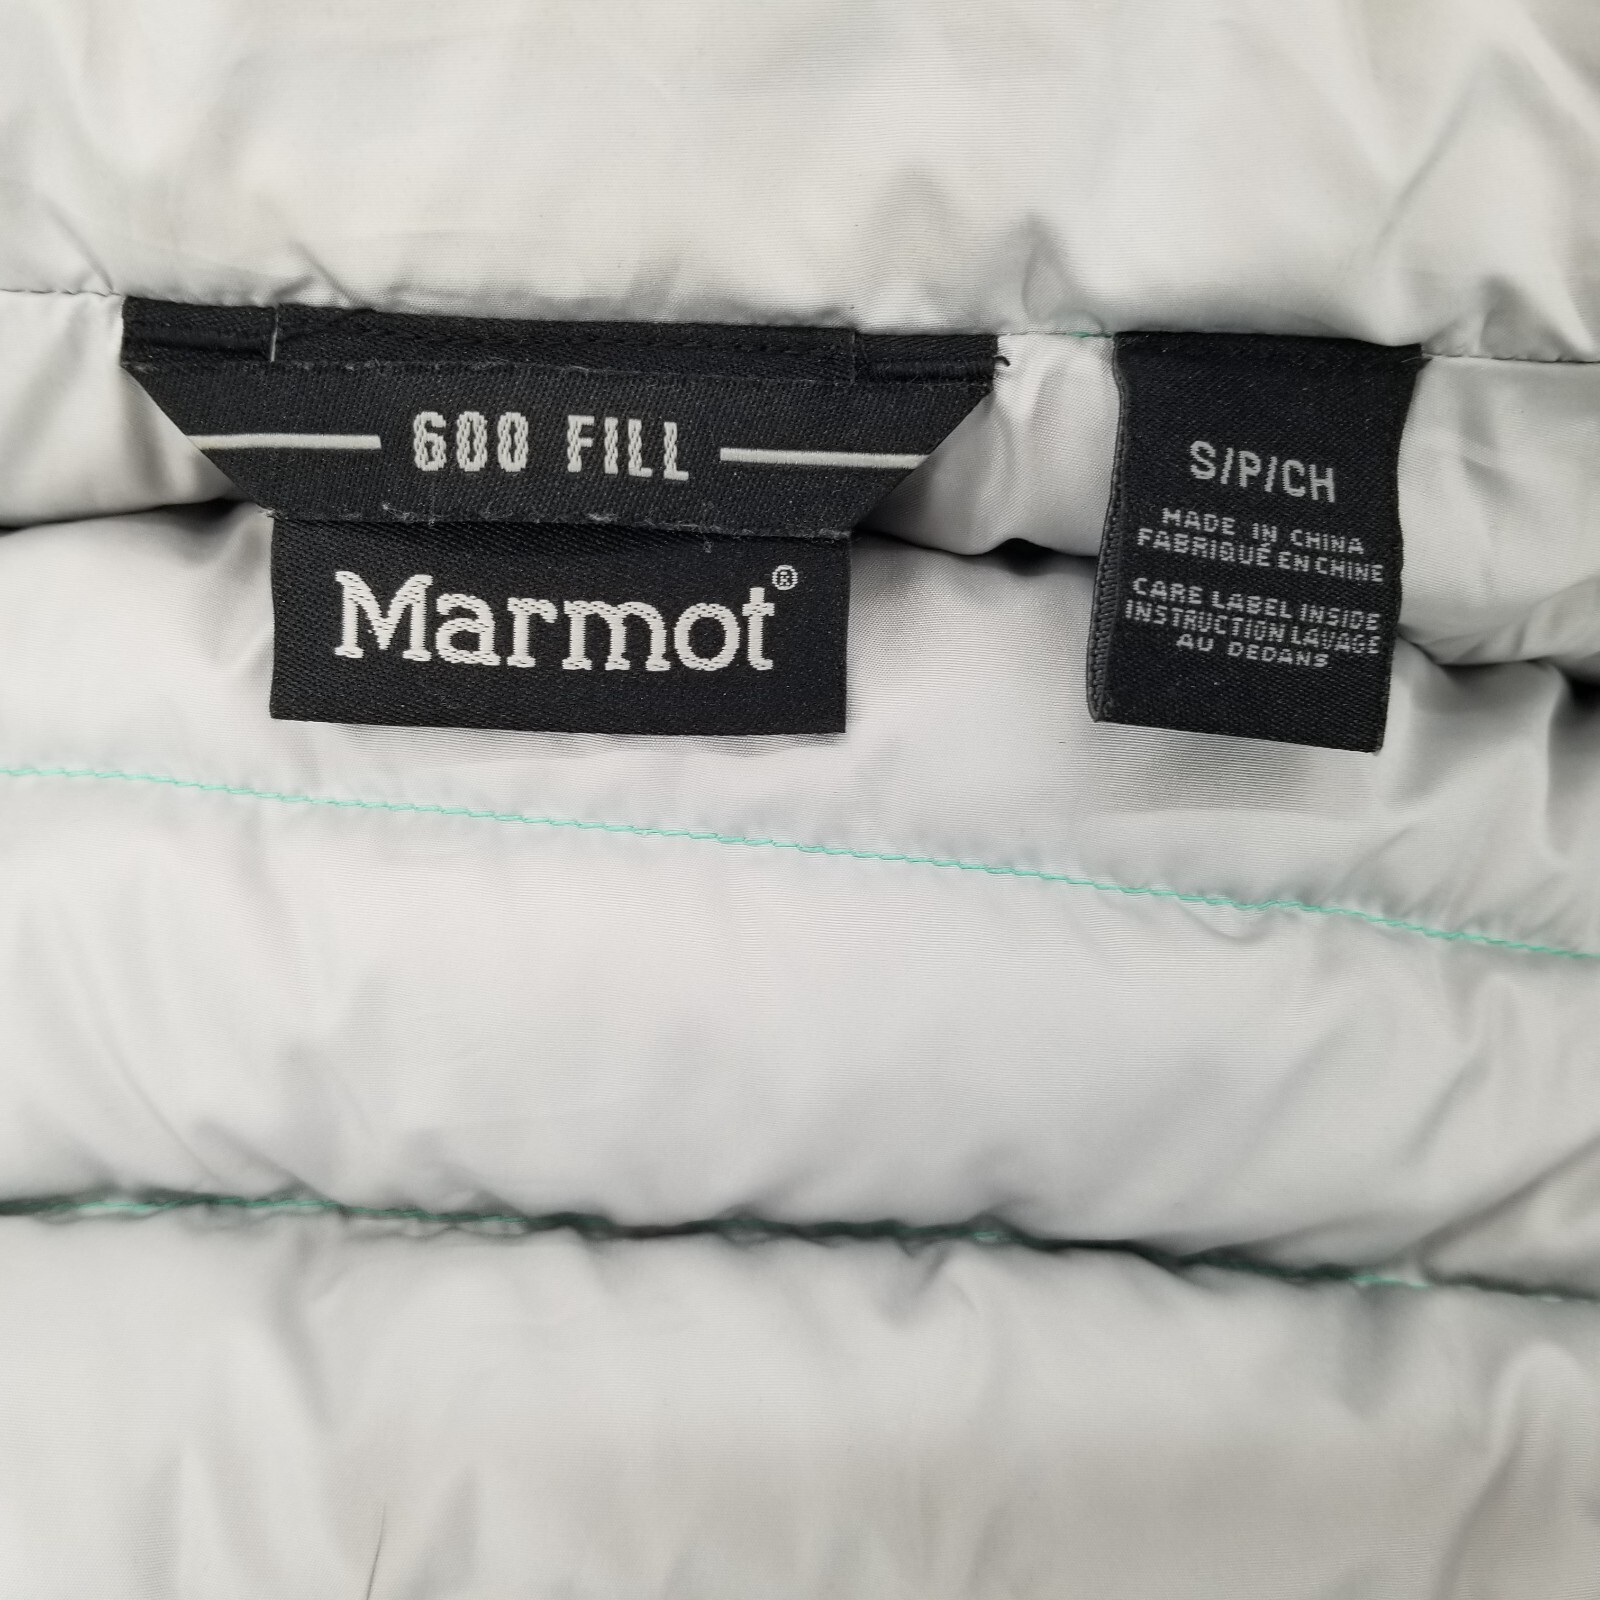 600 FILL
Marmot®
S/P/CH
MADE IN CHINA
FABRIQUÉ EN CHINE
CARE LABEL INSIDE
INSTRUCTION LAVAGE
AU DEDANS